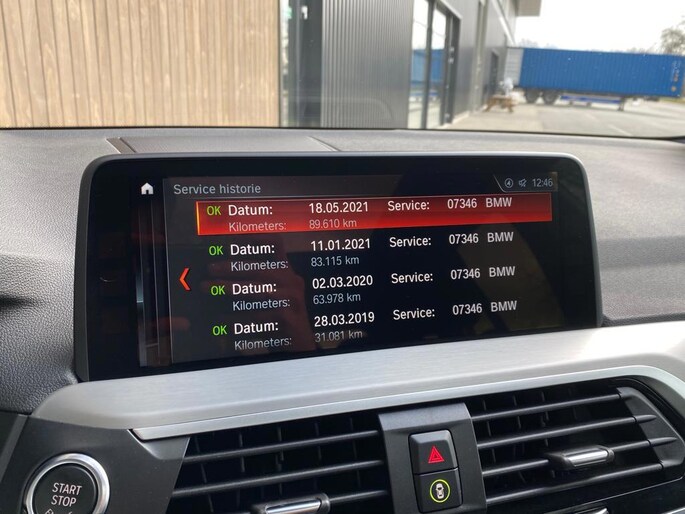 Service historie 12:46
OK Datum: 18.05.2021 Service: 07346 BMW
Kilometers: 89.610 km
OK Datum: 11.01.2021 Service: 07346 BMW
Kilometers: 83.115 km
OK Datum: 02.03.2020 Service: 07346 BMW
Kilometers: 63.978 km
OK Datum: 28.03.2019 Service: 07346 BMW
Kilometers: 31.081 km
START
STOP